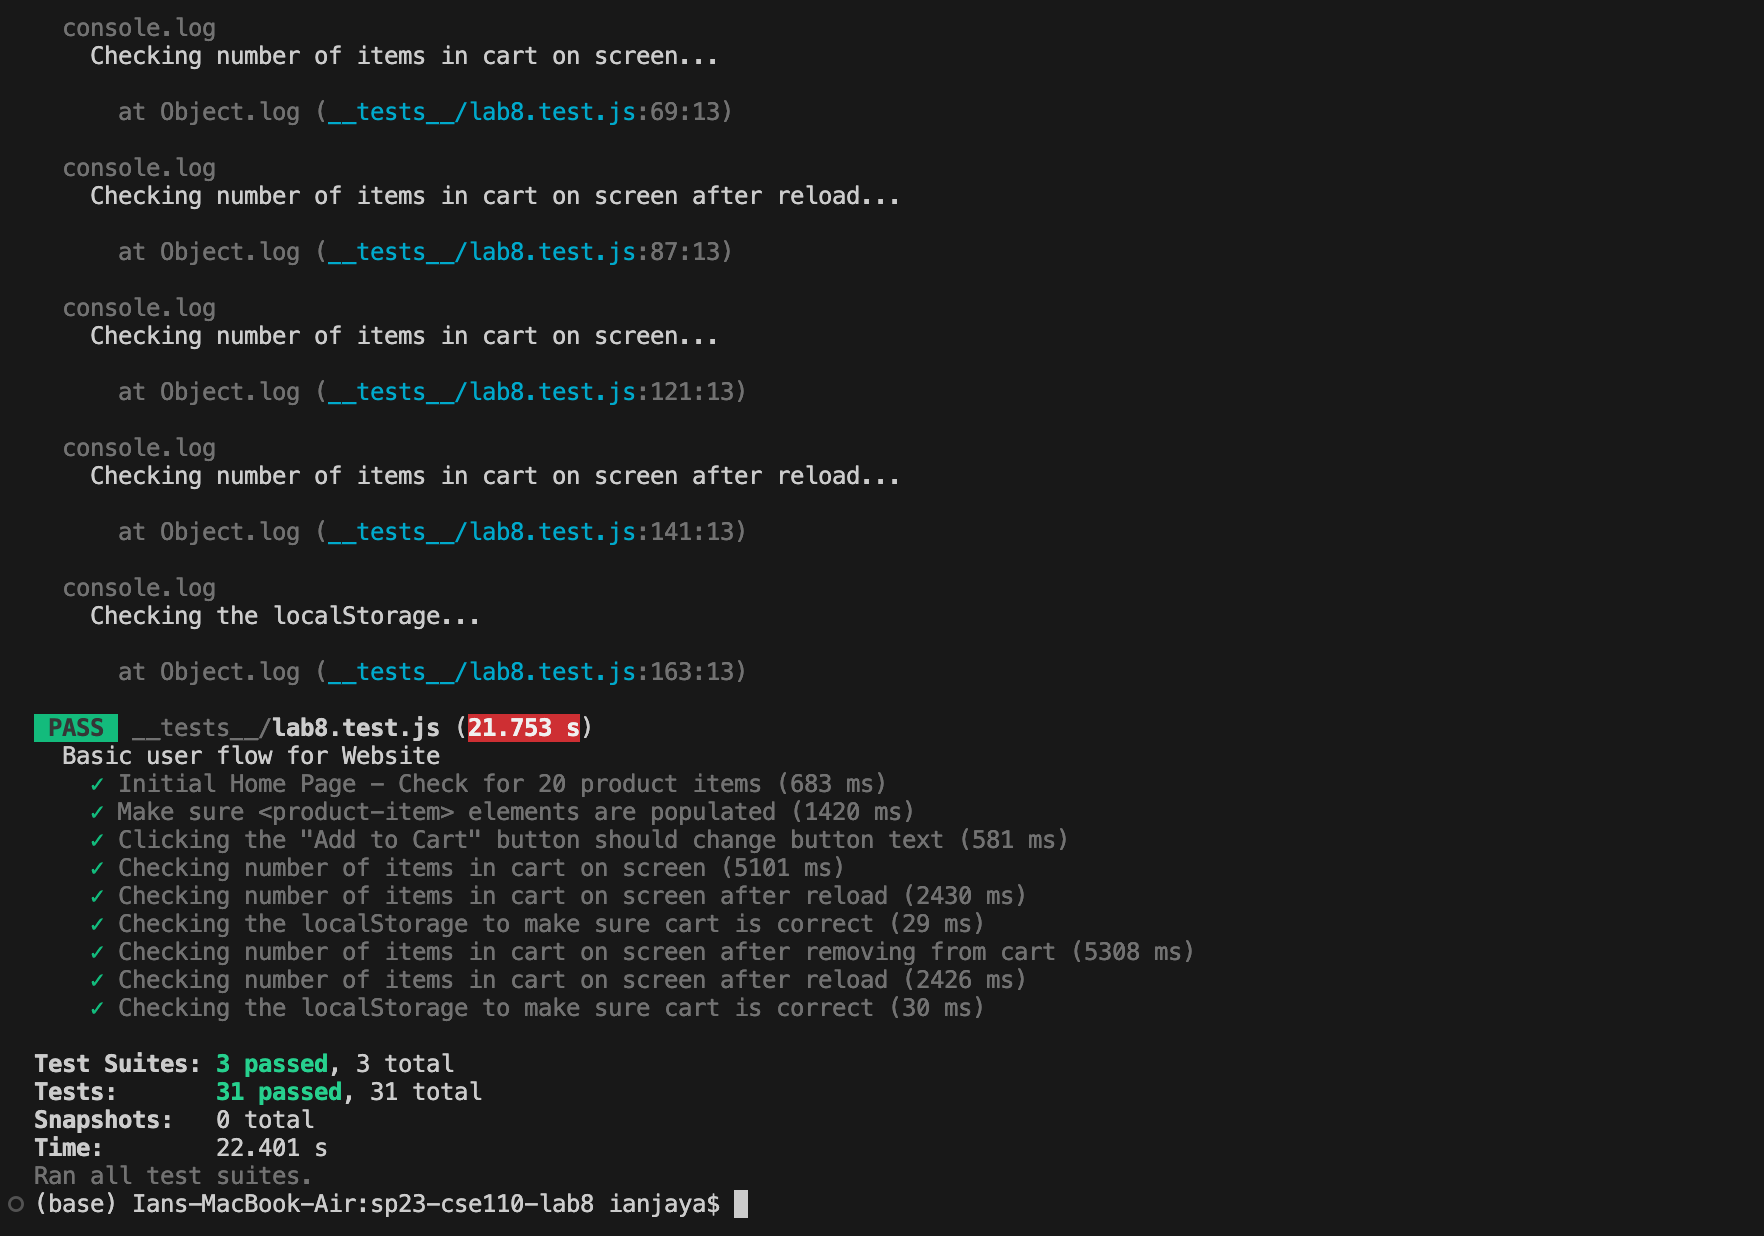 console.log
Checking number of items in cart on screen...
at Object.log (__tests__/lab8.test.js:69:13)
console.log
Checking number of items in cart on screen after reload...
at Object.log (__tests__/lab8.test.js:87:13)
console.log
Checking number of items in cart on screen...
at Object.log (__tests__/lab8.test.js:121:13)
console.log
Checking number of items in cart on screen after reload...
at Object.log (__tests__/lab8.test.js:141:13)
console.log
Checking the localStorage...
at Object.log (__tests__/lab8.test.js:163:13)
PASS __tests__/lab8.test.js (21.753 s)
Basic user flow for Website
✓ Initial Home Page - Check for 20 product items (683 ms)
✓ Make sure <product-item> elements are populated (1420 ms)
✓ Clicking the "Add to Cart" button should change button text (581 ms)
✓ Checking number of items in cart on screen (5101 ms)
✓ Checking number of items in cart on screen after reload (2430 ms)
✓ Checking the localStorage to make sure cart is correct (29 ms)
✓ Checking number of items in cart on screen after removing from cart (5308 ms)
✓ Checking number of items in cart on screen after reload (2426 ms)
✓ Checking the localStorage to make sure cart is correct (30 ms)
Test Suites: 3 passed, 3 total
Tests: 31 passed, 31 total
Snapshots: 0 total
Time: 22.401 s
Ran all test suites.
(base) Ians-MacBook-Air:sp23-cse110-lab8 ianjaya$